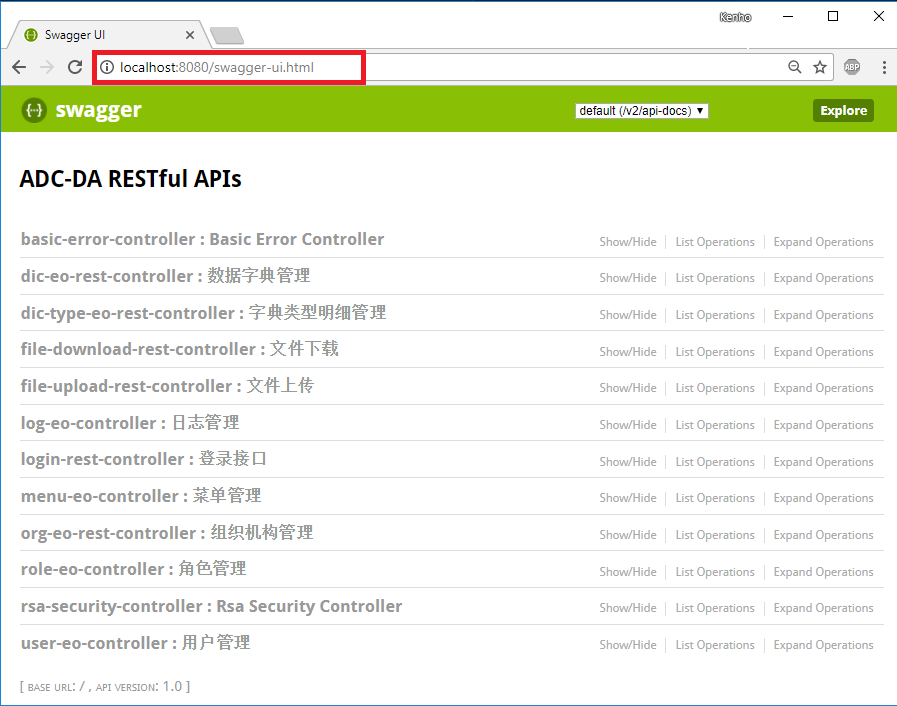 Kenho
Swagger UI
localhost:8080/swagger-ui.html
ABP
{··} swagger
default (/v2/api-docs) ▼
Explore
ADC-DA RESTful APIs
basic-error-controller : Basic Error Controller Show/Hide List Operations Expand Operations
dic-eo-rest-controller : 数据字典管理 Show/Hide List Operations Expand Operations
dic-type-eo-rest-controller : 字典类型明细管理 Show/Hide List Operations Expand Operations
file-download-rest-controller : 文件下载 Show/Hide List Operations Expand Operations
file-upload-rest-controller : 文件上传 Show/Hide List Operations Expand Operations
log-eo-controller : 日志管理 Show/Hide List Operations Expand Operations
login-rest-controller : 登录接口 Show/Hide List Operations Expand Operations
menu-eo-controller : 菜单管理 Show/Hide List Operations Expand Operations
org-eo-rest-controller : 组织机构管理 Show/Hide List Operations Expand Operations
role-eo-controller : 角色管理 Show/Hide List Operations Expand Operations
rsa-security-controller : Rsa Security Controller Show/Hide List Operations Expand Operations
user-eo-controller : 用户管理 Show/Hide List Operations Expand Operations
[ BASE URL: / , API VERSION: 1.0 ]